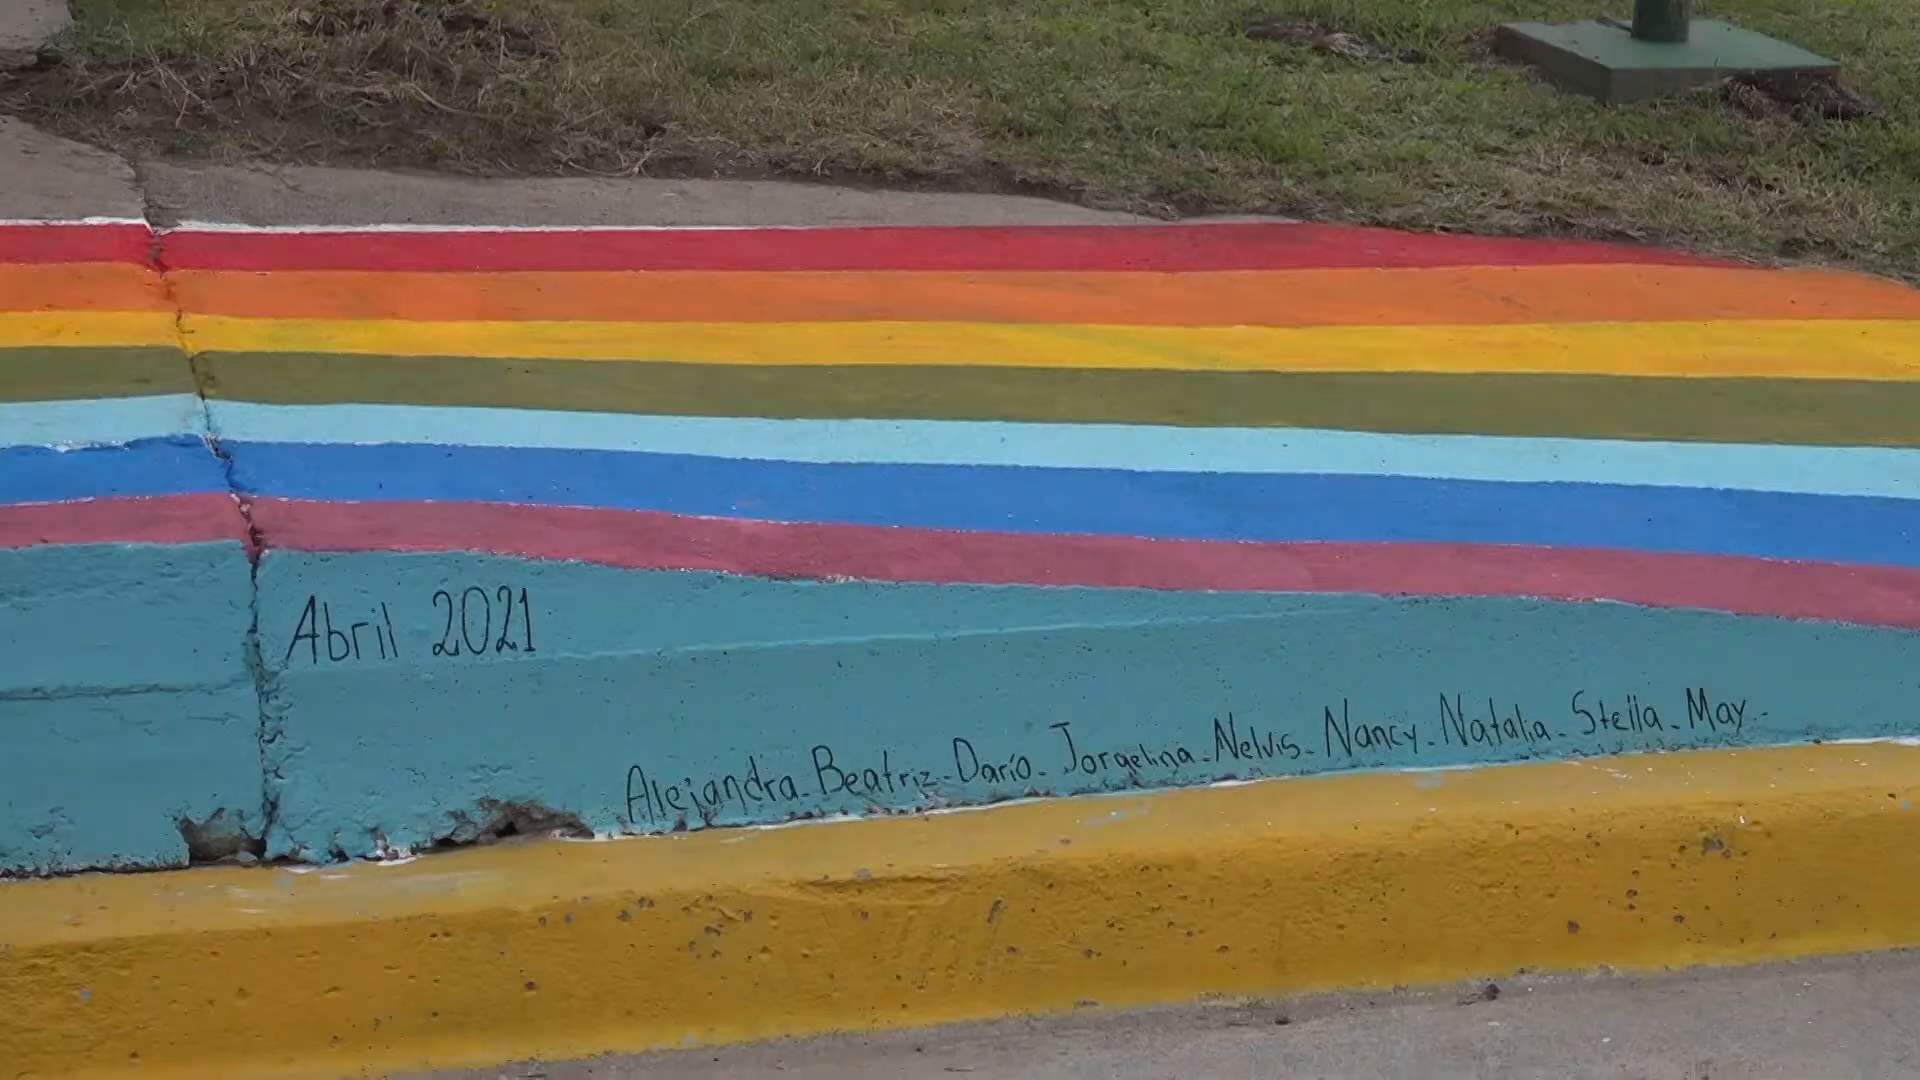 Abril 2021
Alejandra - Beatriz - Darío - Jorgelina - Nelvis - Nancy - Natalia - Stella - May -